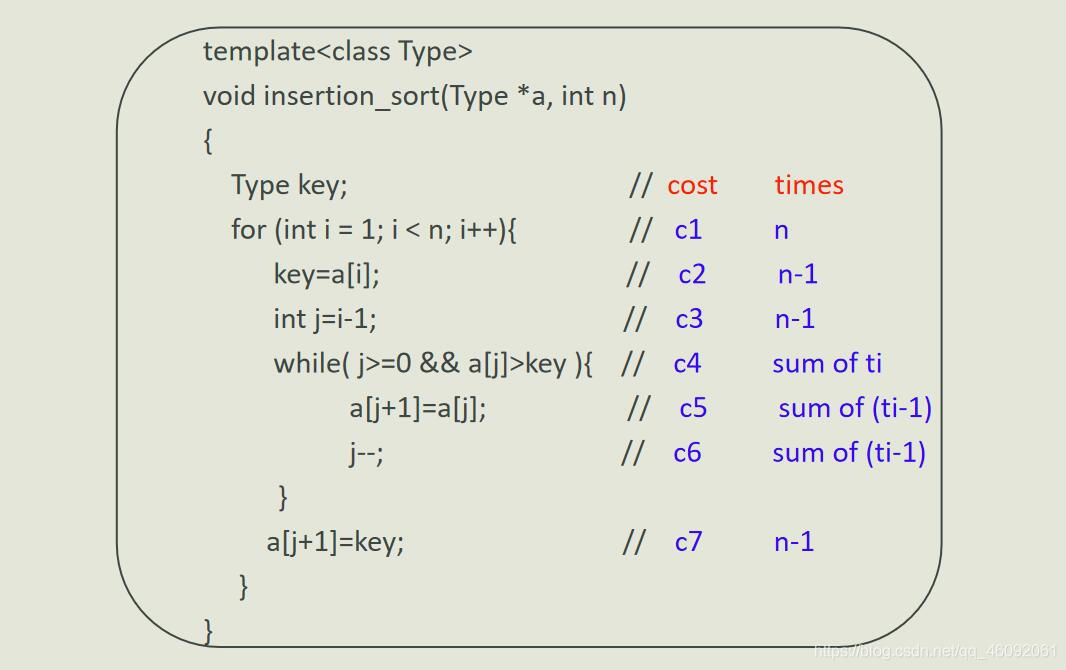 template<class Type>
void insertion_sort(Type *a, int n)
{
Type key; // cost times
for (int i = 1; i < n; i++){ // c1 n
key=a[i]; // c2 n-1
int j=i-1; // c3 n-1
while( j>=0 && a[j]>key ){ // c4 sum of ti
a[j+1]=a[j]; // c5 sum of (ti-1)
j--; // c6 sum of (ti-1)
}
a[j+1]=key; // c7 n-1
}
}
https://blog.csdn.net/qq_46092061